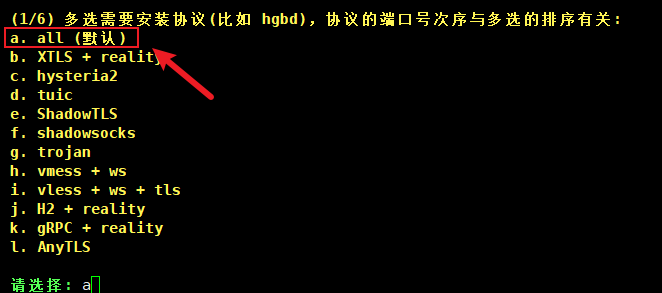 (1/6) 多选需要安装协议(比如 hgbd)，协议的端口号次序与多选的排序有关:
a. all (默认)
b. XTLS + reality
c. hysteria2
d. tuic
e. ShadowTLS
f. shadowsocks
g. trojan
h. vmess + ws
i. vless + ws + tls
j. H2 + reality
k. gRPC + reality
l. AnyTLS
请选择: a